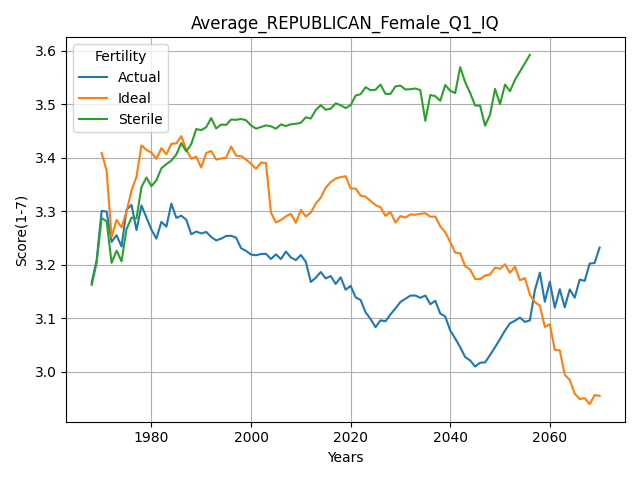 Average_REPUBLICAN_Female_Q1_IQ
Fertility
Actual
Ideal
Sterile
Score(1-7)
3.6
3.5
3.4
3.3
3.2
3.1
3.0
1980 2000 2020 2040 2060
Years